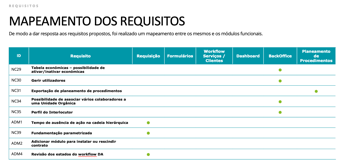 REQUISITOS
MAPEAMENTO DOS REQUISITOS
De modo a dar resposta aos requisitos propostos, foi realizado um mapeamento entre os mesmos e os módulos funcionais.
ID Requisito Requisição Formulários Workflow Serviços / Clientes Dashboard BackOffice Planeamento de Procedimentos
NC29 Tabela económicas – possibilidade de
ativar/inativar económicas
NC30 Gerir utilizadores
NC31 Exportação de planeamento de procedimentos
NC34 Possibilidade de associar vários colaboradores a
uma Unidade Orgânica
NC35 Perfil do Interlocutor
ADM1 Tempo de ausência de ação na cadeia hierárquica
NC39 Fundamentação parametrizada
ADM2 Adicionar módulo para instalar ou rescindir
contrato
ADM4 Revisão dos estados do workflow DA